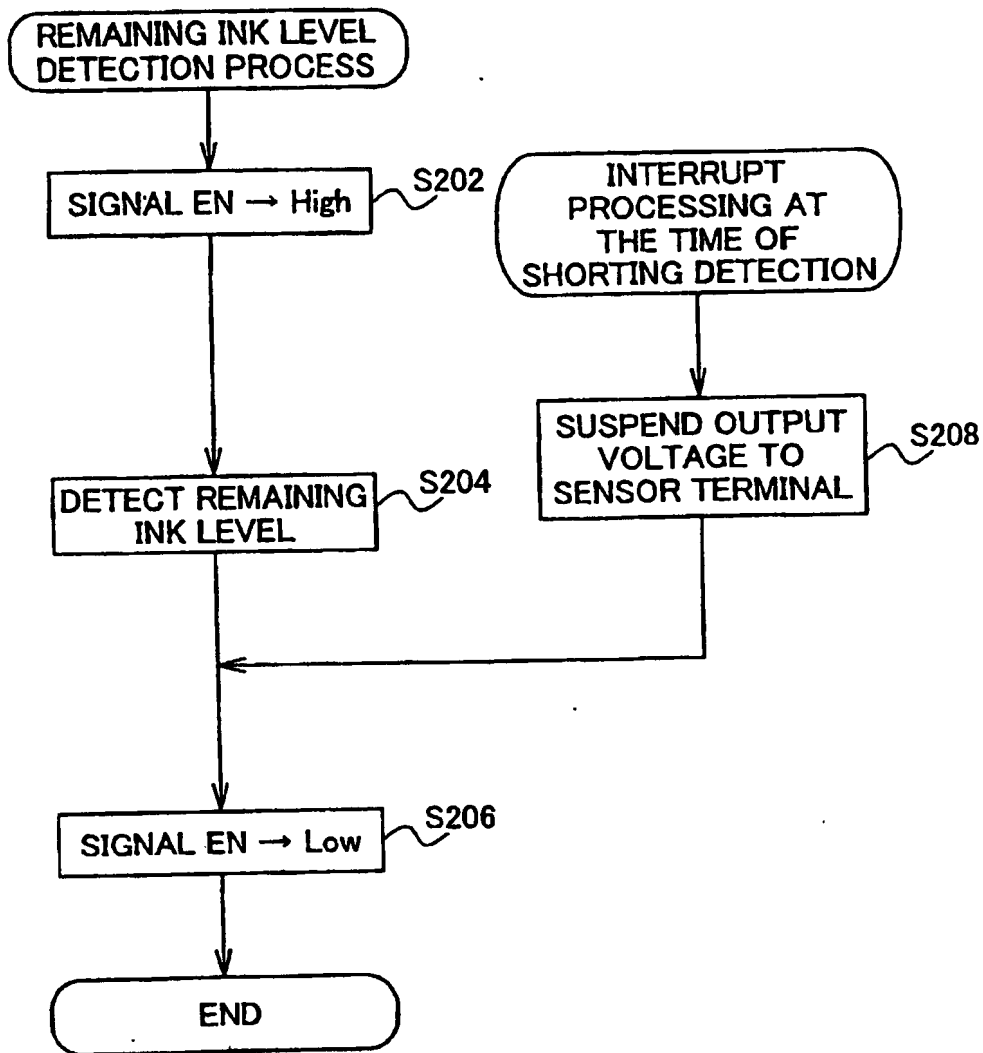 REMAINING INK LEVEL
DETECTION PROCESS
SIGNAL EN → High
S202
INTERRUPT
PROCESSING AT
THE TIME OF
SHORTING DETECTION
SUSPEND OUTPUT
VOLTAGE TO
SENSOR TERMINAL
S208
DETECT REMAINING
INK LEVEL
S204
SIGNAL EN → Low
S206
END